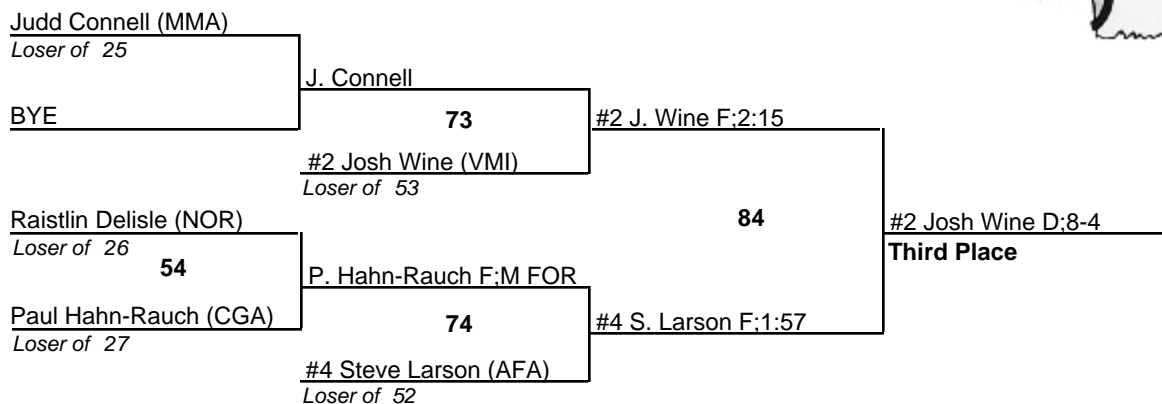 Judd Connell (MMA)
Loser of 25
J. Connell
BYE
73
#2 J. Wine F;2:15
#2 Josh Wine (VMI)
Loser of 53
Raistlin Delisle (NOR)
Loser of 26
84
#2 Josh Wine D;8-4
Third Place
54
P. Hahn-Rauch F;M FOR
Paul Hahn-Rauch (CGA)
Loser of 27
74
#4 S. Larson F;1:57
#4 Steve Larson (AFA)
Loser of 52